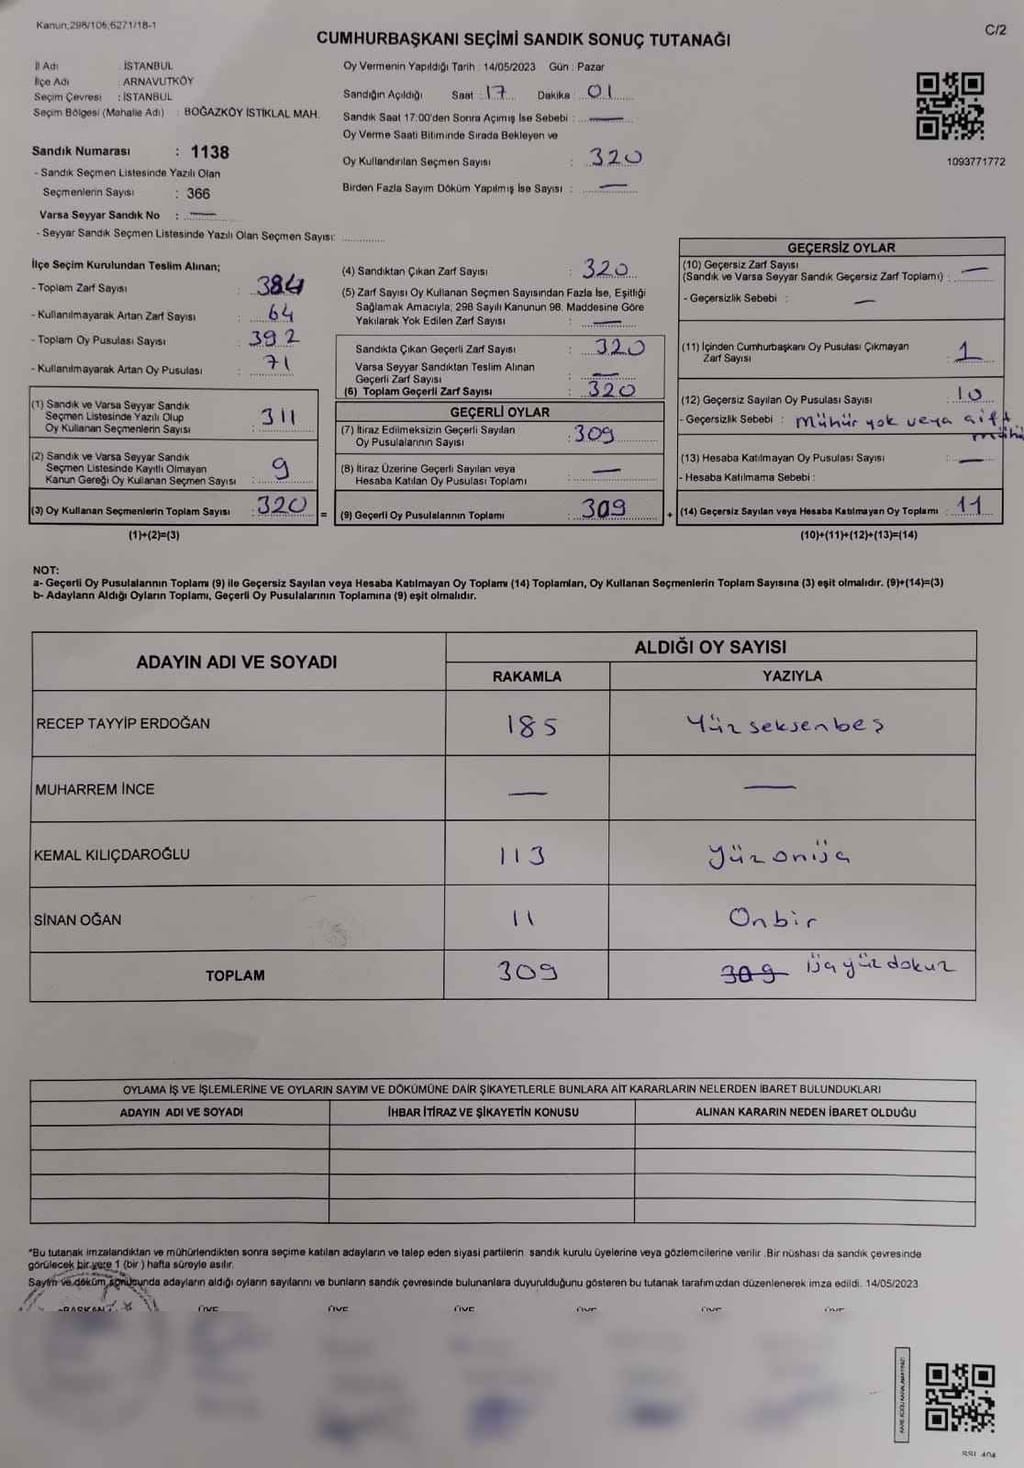 Kanun:298/106,6271/18-1
C/2
CUMHURBAŞKANI SEÇİMİ SANDIK SONUÇ TUTANAĞI
İl Adı : İSTANBUL
İlçe Adı : ARNAVUTKÖY
Seçim Çevresi : İSTANBUL
Seçim Bölgesi (Mahalle Adı) : BOĞAZKÖY İSTİKLAL MAH.
Sandık Numarası : 1138
- Sandık Seçmen Listesinde Yazılı Olan
Seçmenlerin Sayısı : 366
Varsa Seyyar Sandık No : —
- Seyyar Sandık Seçmen Listesinde Yazılı Olan Seçmen Sayısı:
Oy Vermenin Yapıldığı Tarih : 14/05/2023 Gün : Pazar
Sandığın Açıldığı Saat 17 Dakika 01
Sandık Saat 17:00'den Sonra Açımış İse Sebebi : —
Oy Verme Saati Bitiminde Sırada Bekleyen ve
Oy Kullandırılan Seçmen Sayısı : 320
Birden Fazla Sayım Döküm Yapılmış İse Sayısı : —
1093771772
İlçe Seçim Kurulundan Teslim Alınan;
- Toplam Zarf Sayısı : 384
- Kullanılmayarak Artan Zarf Sayısı : 64
- Toplam Oy Pusulası Sayısı : 392
- Kullanılmayarak Artan Oy Pusulası : 71
(1) Sandık ve Varsa Seyyar Sandık
Seçmen Listesinde Yazılı Olup
Oy Kullanan Seçmenlerin Sayısı : 311
(2) Sandık ve Varsa Seyyar Sandık
Seçmen Listesinde Kayıtlı Olmayan
Kanun Gereği Oy Kullanan Seçmen Sayısı : 9
(3) Oy Kullanan Seçmenlerin Toplam Sayısı : 320 =
(1)+(2)=(3)
(4) Sandıktan Çıkan Zarf Sayısı : 320
(5) Zarf Sayısı Oy Kullanan Seçmen Sayısından Fazla İse, Eşitliği
Sağlamak Amacıyla, 298 Sayılı Kanunun 98. Maddesine Göre
Yakılarak Yok Edilen Zarf Sayısı : —
Sandıkta Çıkan Geçerli Zarf Sayısı : 320
Varsa Seyyar Sandıktan Teslim Alınan
Geçerli Zarf Sayısı : —
(6) Toplam Geçerli Zarf Sayısı : 320
GEÇERLİ OYLAR
(7) İtiraz Edilmeksizin Geçerli Sayılan
Oy Pusulalarının Sayısı : 309
(8) İtiraz Üzerine Geçerli Sayılan veya
Hesaba Katılan Oy Pusulası Toplamı : —
(9) Geçerli Oy Pusulalarının Toplamı : 309 +
GEÇERSİZ OYLAR
(10) Geçersiz Zarf Sayısı
(Sandık ve Varsa Seyyar Sandık Geçersiz Zarf Toplamı) : —
- Geçersizlik Sebebi : —
(11) İçinden Cumhurbaşkanı Oy Pusulası Çıkmayan
Zarf Sayısı : 1
(12) Geçersiz Sayılan Oy Pusulası Sayısı : 10
- Geçersizlik Sebebi : Mühür yok veya çift
mühür
(13) Hesaba Katılmayan Oy Pusulası Sayısı : —
- Hesaba Katılmama Sebebi :
(14) Geçersiz Sayılan veya Hesaba Katılmayan Oy Toplamı : 11
(10)+(11)+(12)+(13)=(14)
NOT:
a- Geçerli Oy Pusulalarının Toplamı (9) ile Geçersiz Sayılan veya Hesaba Katılmayan Oy Toplamı (14) Toplamları, Oy Kullanan Seçmenlerin Toplam Sayısına (3) eşit olmalıdır. (9)+(14)=(3)
b- Adayların Aldığı Oyların Toplamı, Geçerli Oy Pusulalarının Toplamına (9) eşit olmalıdır.
ADAYIN ADI VE SOYADI
ALDIĞI OY SAYISI
RAKAMLA YAZIYLA
RECEP TAYYİP ERDOĞAN 185 Yüzseksenbeş
MUHARREM İNCE — —
KEMAL KILIÇDAROĞLU 113 Yüzonüç
SİNAN OĞAN 11 Onbir
TOPLAM 309 309 üçyüzdokuz
OYLAMA İŞ VE İŞLEMLERİNE VE OYLARIN SAYIM VE DÖKÜMÜNE DAİR ŞİKAYETLERLE BUNLARA AİT KARARLARIN NELERDEN İBARET BULUNDUKLARI
ADAYIN ADI VE SOYADI İHBAR İTİRAZ VE ŞİKAYETİN KONUSU ALINAN KARARIN NEDEN İBARET OLDUĞU
*Bu tutanak imzalandıktan ve mühürlendikten sonra seçime katılan adayların ve talep eden siyasi partilerin sandık kurulu üyelerine veya gözlemcilerine verilir .Bir nüshası da sandık çevresinde
görülecek bir yere 1 (bir ) hafta süreyle asılır.
Sayım ve döküm sonucunda adayların aldığı oyların sayılarını ve bunların sandık çevresinde bulunanlara duyurulduğunu gösteren bu tutanak tarafımızdan düzenlenerek imza edildi. 14/05/2023
BAŞKAN ÜYE ÜYE ÜYE ÜYE ÜYE ÜYE